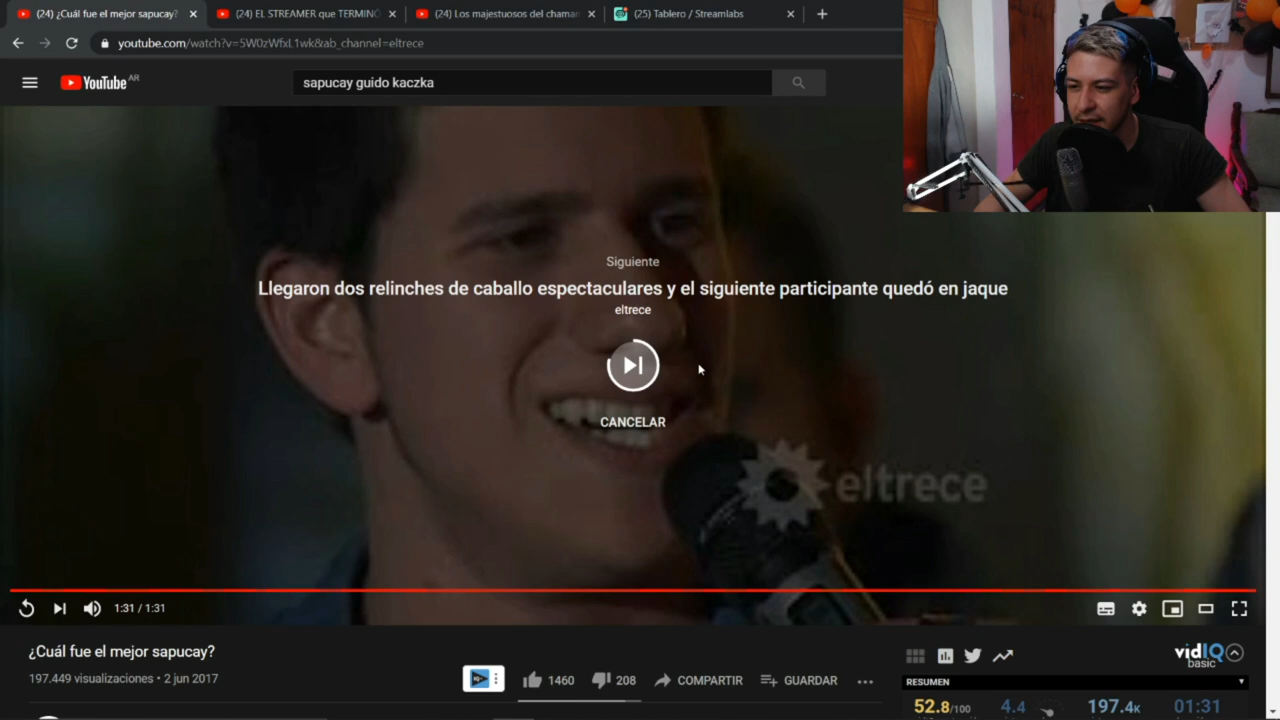 (24) ¿Cuál fue el mejor sapucay?
(24) EL STREAMER que TERMINÓ
(24) Los majestuosos del chama
(25) Tablero / Streamlabs
youtube.com/watch?v=5W0zWfxL1wk&ab_channel=eltrece
YouTube AR
sapucay guido kaczka
Siguiente
Llegaron dos relinches de caballo espectaculares y el siguiente participante quedó en jaque
eltrece
CANCELAR
eltrece
1:31 / 1:31
¿Cuál fue el mejor sapucay?
197.449 visualizaciones • 2 jun 2017
1460
208
COMPARTIR
GUARDAR
vidIQ
basic
RESUMEN
52.8/100
4.4
197.4K
01:31